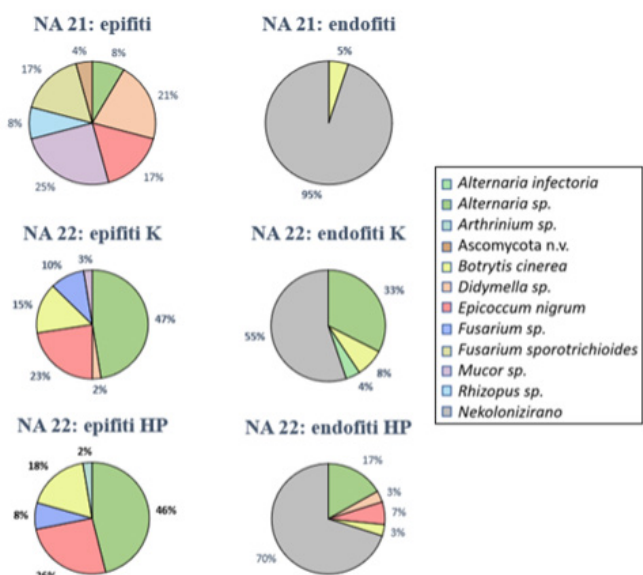 NA 21: epifiti
4%
8%
17%
21%
8%
25%
17%
NA 21: endofiti
5%
95%
NA 22: epifiti K
3%
10%
15%
47%
23%
2%
NA 22: endofiti K
33%
55%
8%
4%
NA 22: epifiti HP
2%
18%
46%
8%
NA 22: endofiti HP
17%
3%
7%
3%
70%
Alternaria infectoria
Alternaria sp.
Arthrinium sp.
Ascomycota n.v.
Botrytis cinerea
Didymella sp.
Epicoccum nigrum
Fusarium sp.
Fusarium sporotrichioides
Mucor sp.
Rhizopus sp.
Nekolonizirano